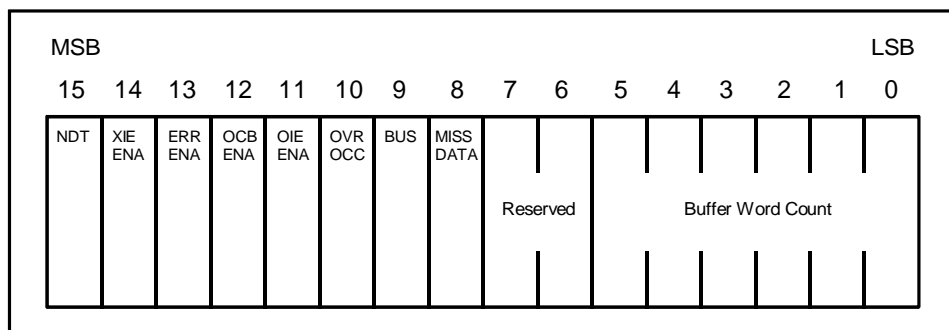 MSB LSB
15 14 13 12 11 10 9 8 7 6 5 4 3 2 1 0
NDT XIE ERR OCB OIE OVR BUS MISS
ENA ENA ENA ENA OCC DATA
Reserved Buffer Word Count